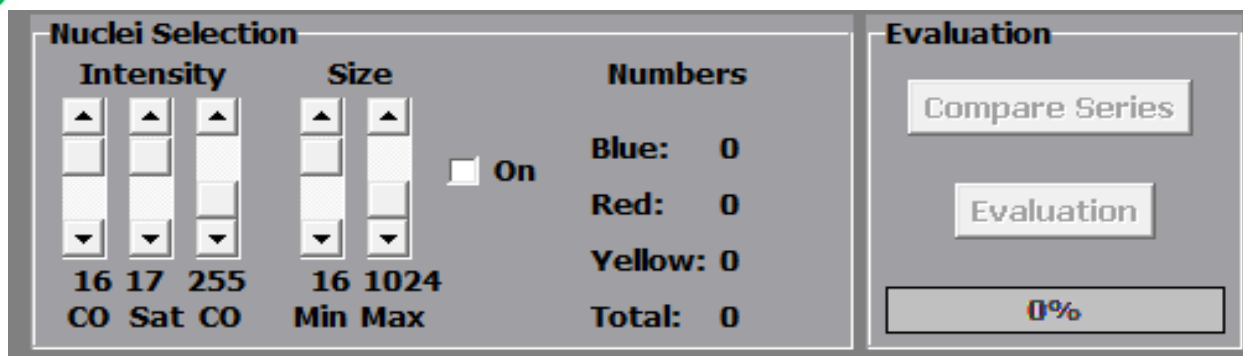 Nuclei Selection
Intensity Size Numbers
Blue: 0
On
Red: 0
Yellow: 0
16 17 255 16 1024
CO Sat CO Min Max Total: 0
Evaluation
Compare Series
Evaluation
0%